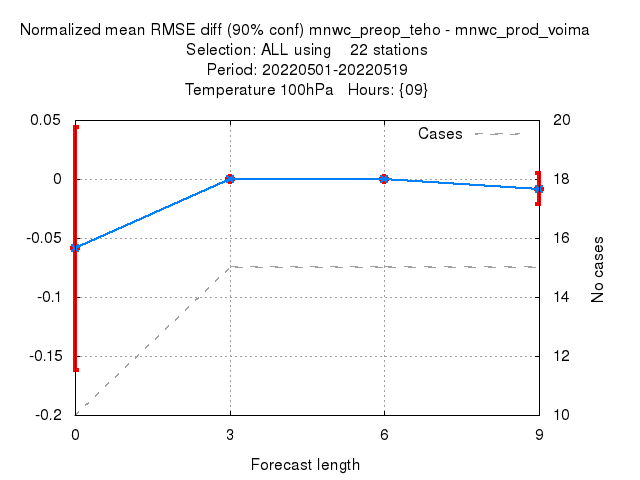 Normalized mean RMSE diff (90% conf) mnwc_preop_teho - mnwc_prod_voima
Selection: ALL using    22 stations
Period: 20220501-20220519
Temperature 100hPa   Hours: {09}
0.05
0
-0.05
-0.1
-0.15
-0.2
Cases
20
18
16
14
12
10
No cases
0 3 6 9
Forecast length